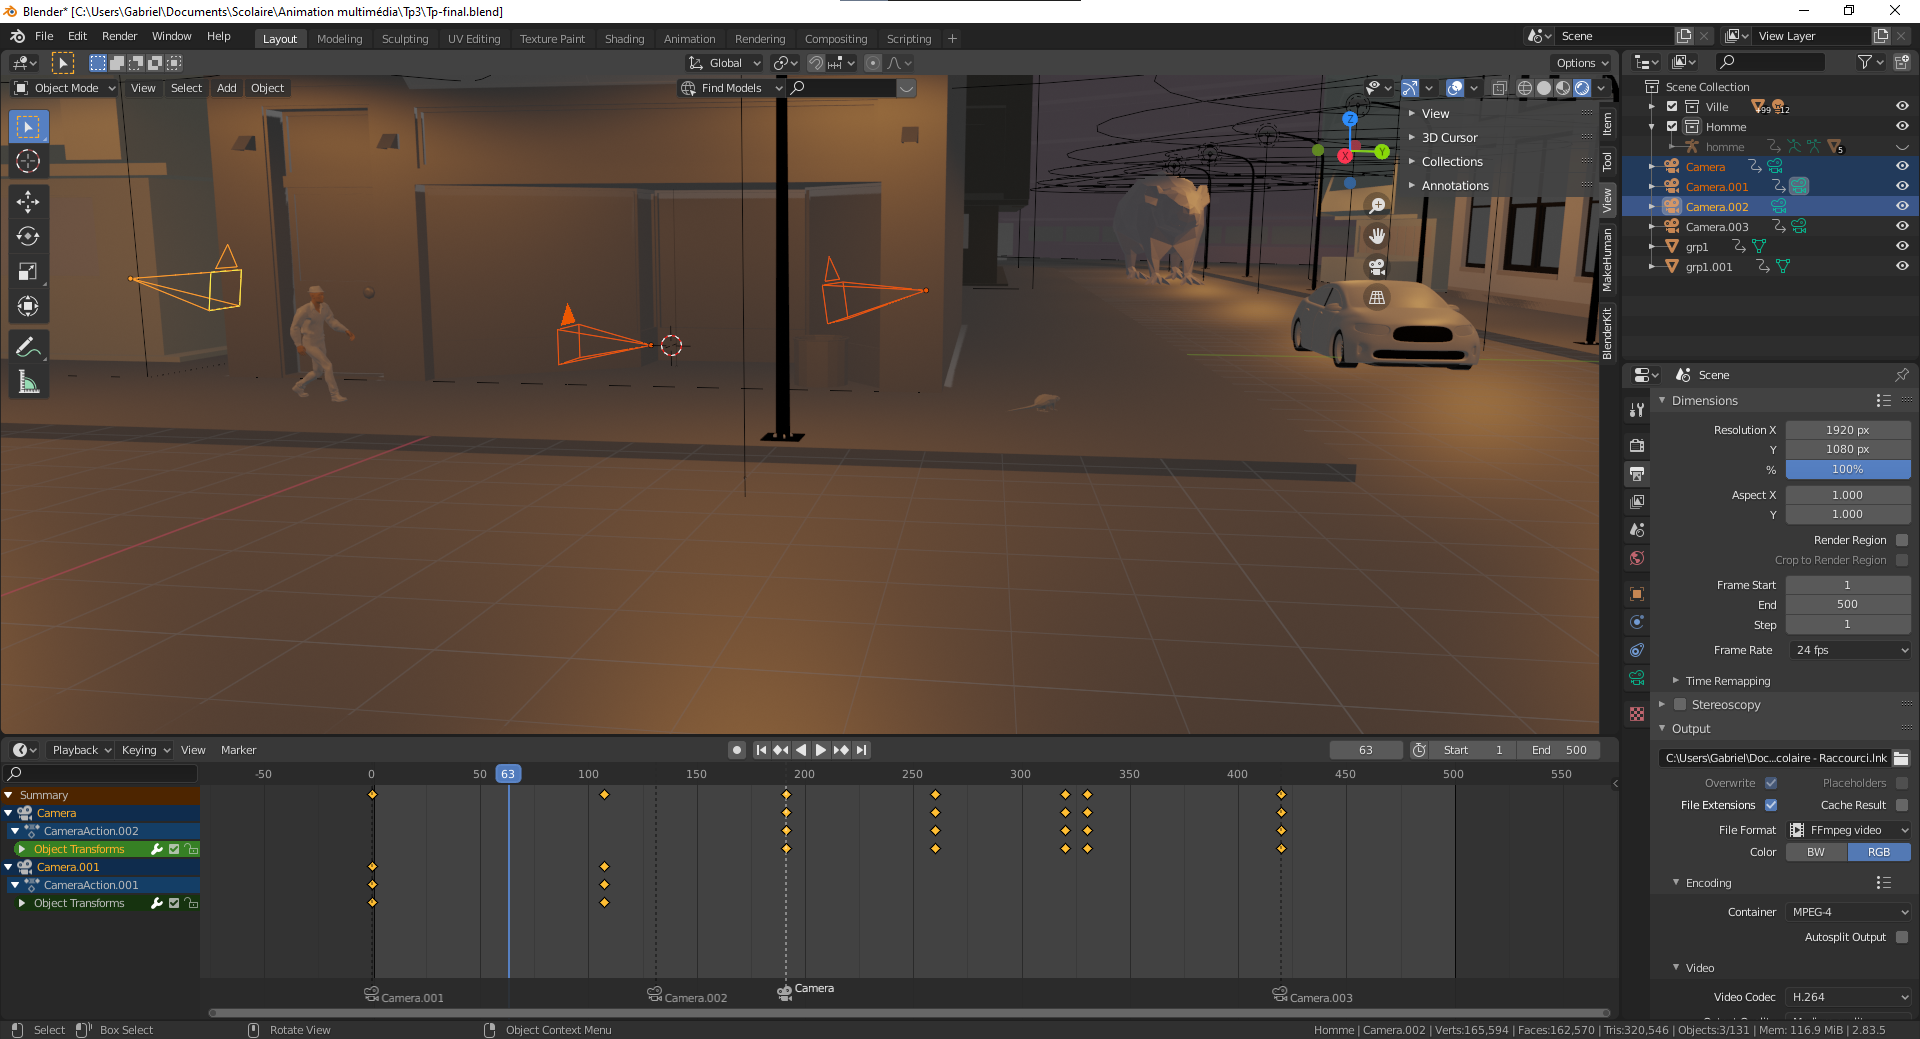 Blender* [C:\Users\Gabriel\Documents\Scolaire\Animation multimédia\Tp3\Tp-final.blend]
File Edit Render Window Help Layout Modeling Sculpting UV Editing Texture Paint Shading Animation Rendering Compositing Scripting + Scene View Layer
Global Options
Object Mode View Select Add Object Find Models
View
3D Cursor
Collections
Annotations
Z
Y
X
Item
Tool
View
MakeHuman
BlenderKit
Scene Collection
Ville +99 12
Homme
homme 5
Camera
Camera.001
Camera.002
Camera.003
grp1
grp1.001
Scene
Dimensions
Resolution X 1920 px
Y 1080 px
% 100%
Aspect X 1.000
Y 1.000
Render Region
Crop to Render Region
Frame Start 1
End 500
Step 1
Frame Rate 24 fps
Time Remapping
Stereoscopy
Output
C:\Users\Gabriel\Doc...colaire - Raccourci.lnk
Overwrite Placeholders
File Extensions Cache Result
File Format FFmpeg video
Color BW RGB
Encoding
Container MPEG-4
Autosplit Output
Video
Video Codec H.264
Playback Keying View Marker 63 Start 1 End 500
-50 0 50 63 100 150 200 250 300 350 400 450 500 550
Summary
Camera
CameraAction.002
Object Transforms
Camera.001
CameraAction.001
Object Transforms
Camera.001 Camera.002 Camera Camera.003
Select Box Select Rotate View Object Context Menu Homme | Camera.002 | Verts:165,594 | Faces:162,570 | Tris:320,546 | Objects:3/131 | Mem: 116.9 MiB | 2.83.5